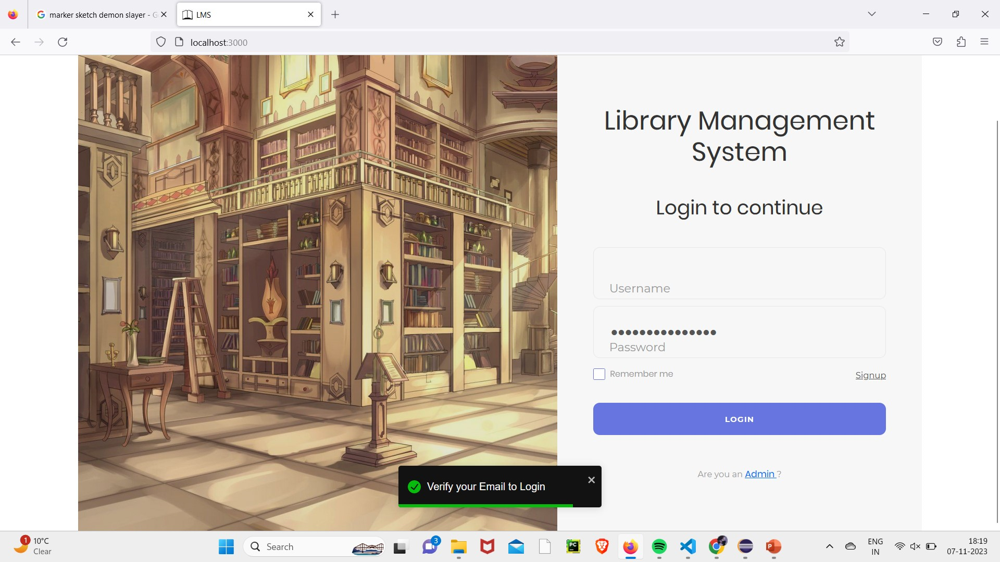 marker sketch demon slayer - G
LMS
localhost:3000
Library Management
System
Login to continue
Username
●●●●●●●●●●●●●●●
Password
Remember me
Signup
LOGIN
Are you an Admin ?
Verify your Email to Login
1
10°C
Clear
Search
3
PC
P
ENG
IN
18:19
07-11-2023